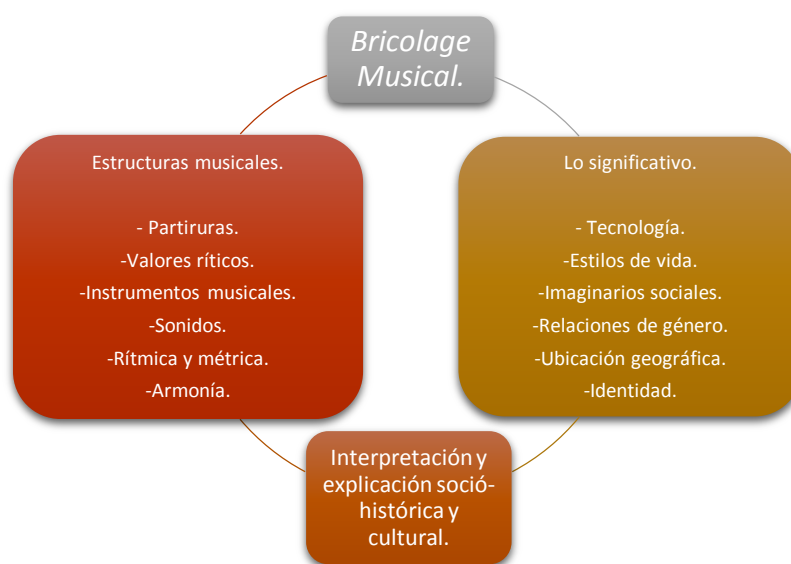 Bricolage
Musical.
Estructuras musicales.
- Partiruras.
-Valores ríticos.
-Instrumentos musicales.
-Sonidos.
-Rítmica y métrica.
-Armonía.
Lo significativo.
- Tecnología.
-Estilos de vida.
-Imaginarios sociales.
-Relaciones de género.
-Ubicación geográfica.
-Identidad.
Interpretación y
explicación soció-
histórica y
cultural.